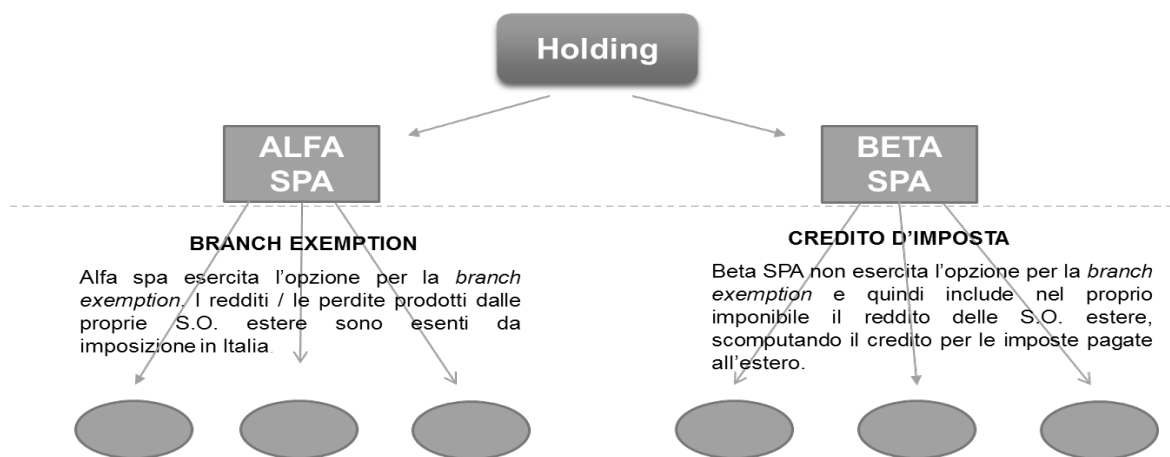 Holding
ALFA
SPA
BETA
SPA
BRANCH EXEMPTION
Alfa spa esercita l’opzione per la branch
exemption. I redditi / le perdite prodotti dalle
proprie S.O. estere sono esenti da
imposizione in Italia.
CREDITO D’IMPOSTA
Beta SPA non esercita l’opzione per la branch
exemption e quindi include nel proprio
imponibile il reddito delle S.O. estere,
scomputando il credito per le imposte pagate
all’estero.